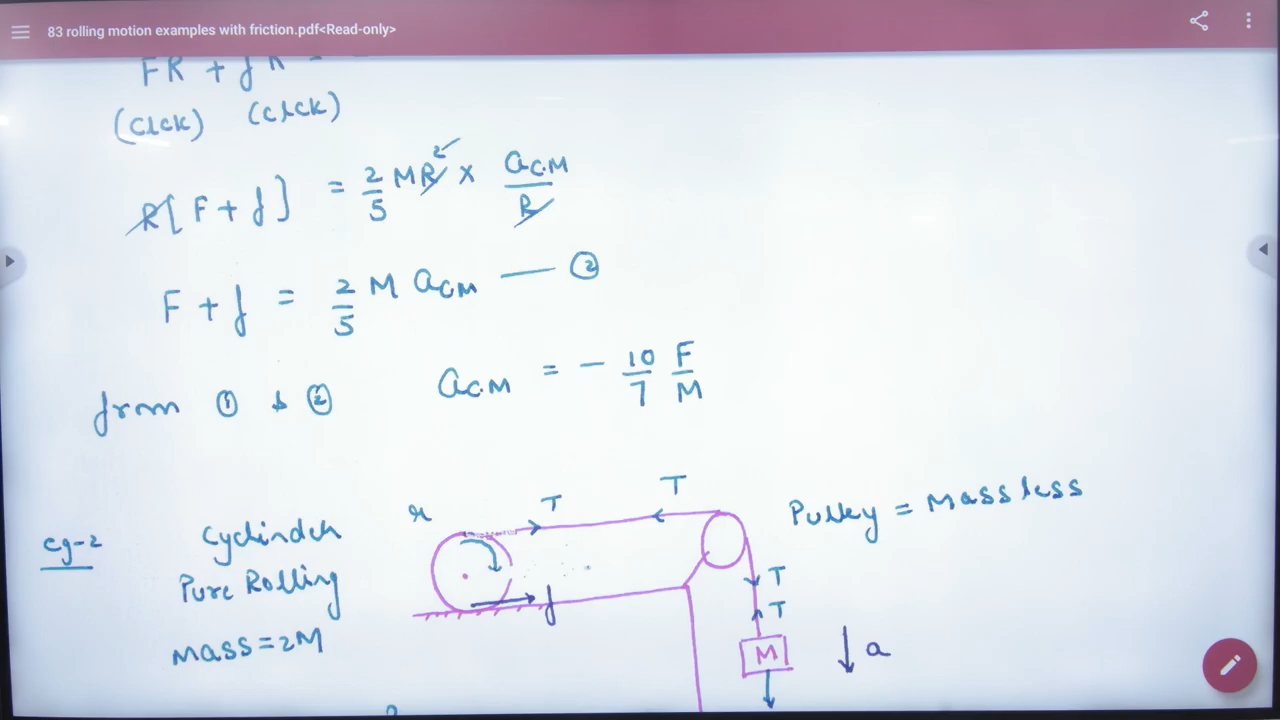 83 rolling motion examples with friction.pdf<Read-only>
FR + f R =
(Clck) (Clck)
R[F + f] = 2/5 MR² × aC.M/R
F + f = 2/5 M aCM — ②
from ① & ② aC.M = - 10/7 F/M
eg-2 Cylinder
Pure Rolling
Mass = 2M
r T T
f
Pulley = Massless
T
T
M a